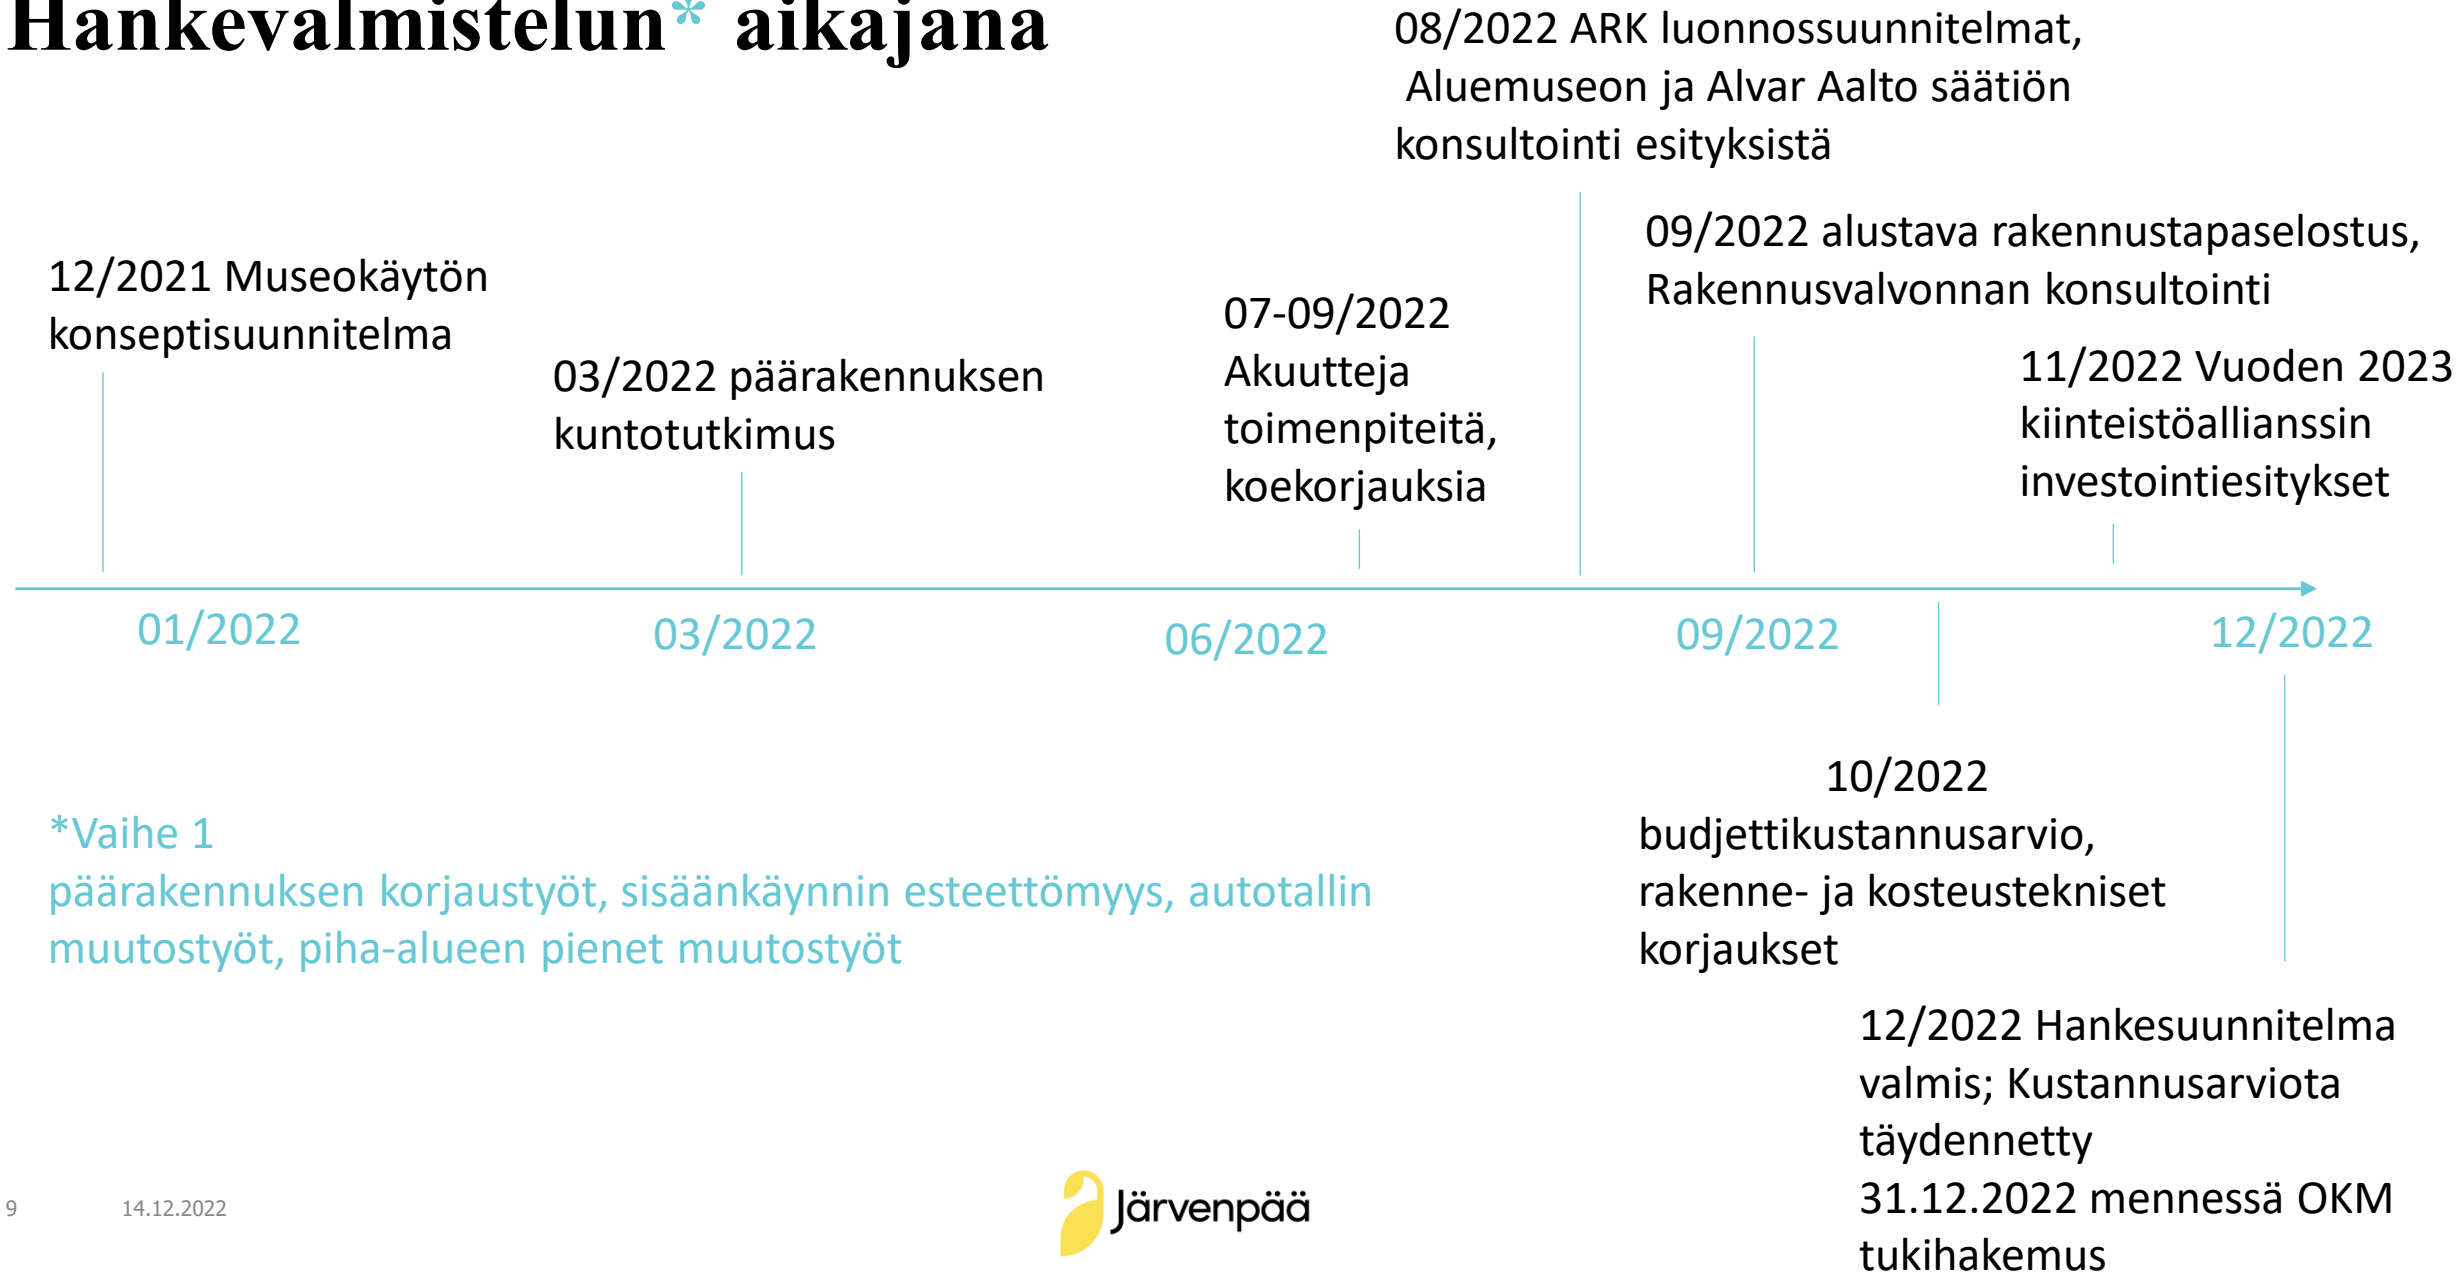 Hankevalmistelun* aikajana
08/2022 ARK luonnossuunnitelmat,
Aluemuseon ja Alvar Aalto säätiön
konsultointi esityksistä
12/2021 Museokäytön
konseptisuunnitelma
03/2022 päärakennuksen
kuntotutkimus
07-09/2022
Akuutteja
toimenpiteitä,
koekorjauksia
09/2022 alustava rakennustapaselostus,
Rakennusvalvonnan konsultointi
11/2022 Vuoden 2023
kiinteistöallianssin
investointiesitykset
01/2022
03/2022
06/2022
09/2022
12/2022
*Vaihe 1
päärakennuksen korjaustyöt, sisäänkäynnin esteettömyys, autotallin
muutostyöt, piha-alueen pienet muutostyöt
10/2022
budjettikustannusarvio,
rakenne- ja kosteustekniset
korjaukset
12/2022 Hankesuunnitelma
valmis; Kustannusarviota
täydennetty
31.12.2022 mennessä OKM
tukihakemus
9
14.12.2022
Järvenpää